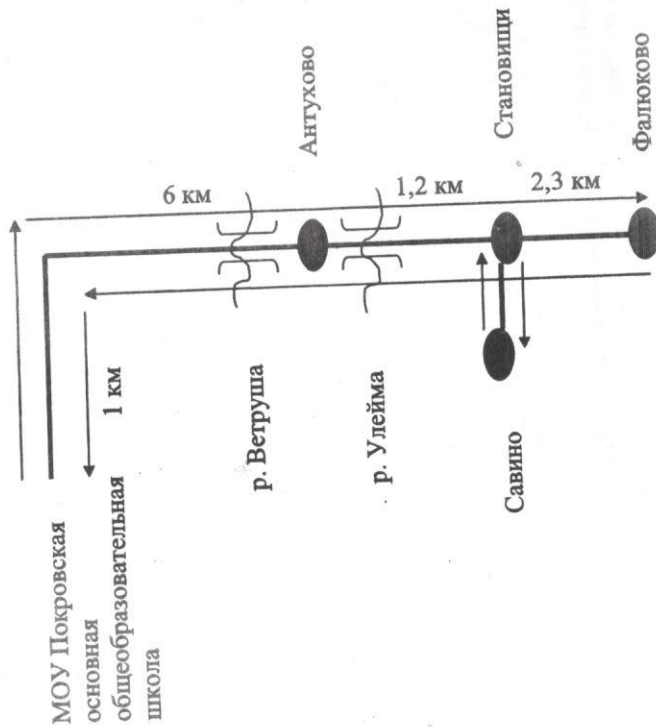 МОУ Покровская
основная
общеобразовательная
школа
1 км
6 км
р. Ветруша
Антухово
р. Улейма
1,2 км
Становищи
2,3 км
Савино
Фалюково